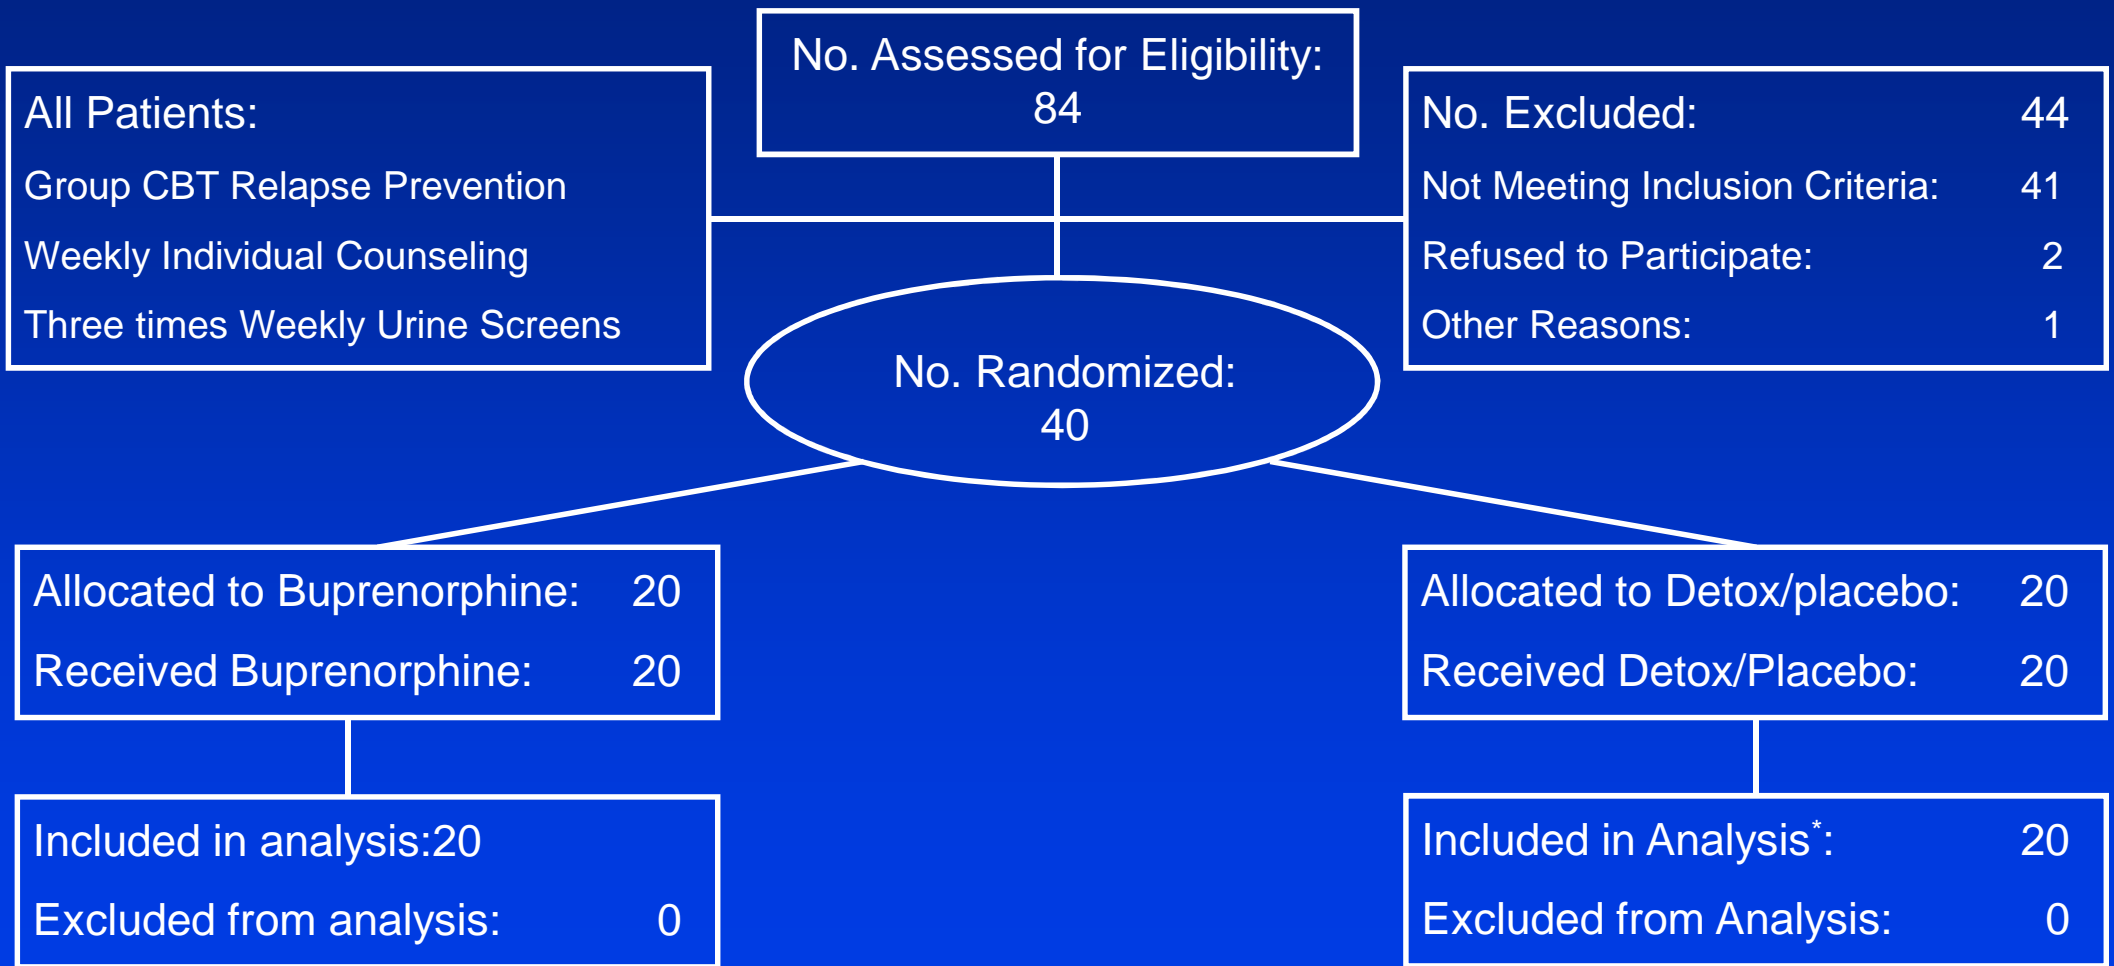 No. Assessed for Eligibility:
84
All Patients:
Group CBT Relapse Prevention
Weekly Individual Counseling
Three times Weekly Urine Screens
No. Excluded: 44
Not Meeting Inclusion Criteria: 41
Refused to Participate: 2
Other Reasons: 1
No. Randomized:
40
Allocated to Buprenorphine: 20
Received Buprenorphine: 20
Allocated to Detox/placebo: 20
Received Detox/Placebo: 20
Included in analysis:20
Excluded from analysis: 0
Included in Analysis*: 20
Excluded from Analysis: 0